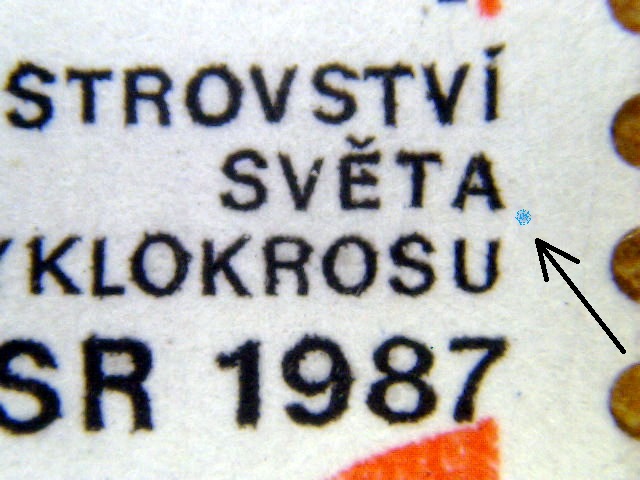 STROVSTVÍ
SVĚTA
YKLOKROSU
SR 1987